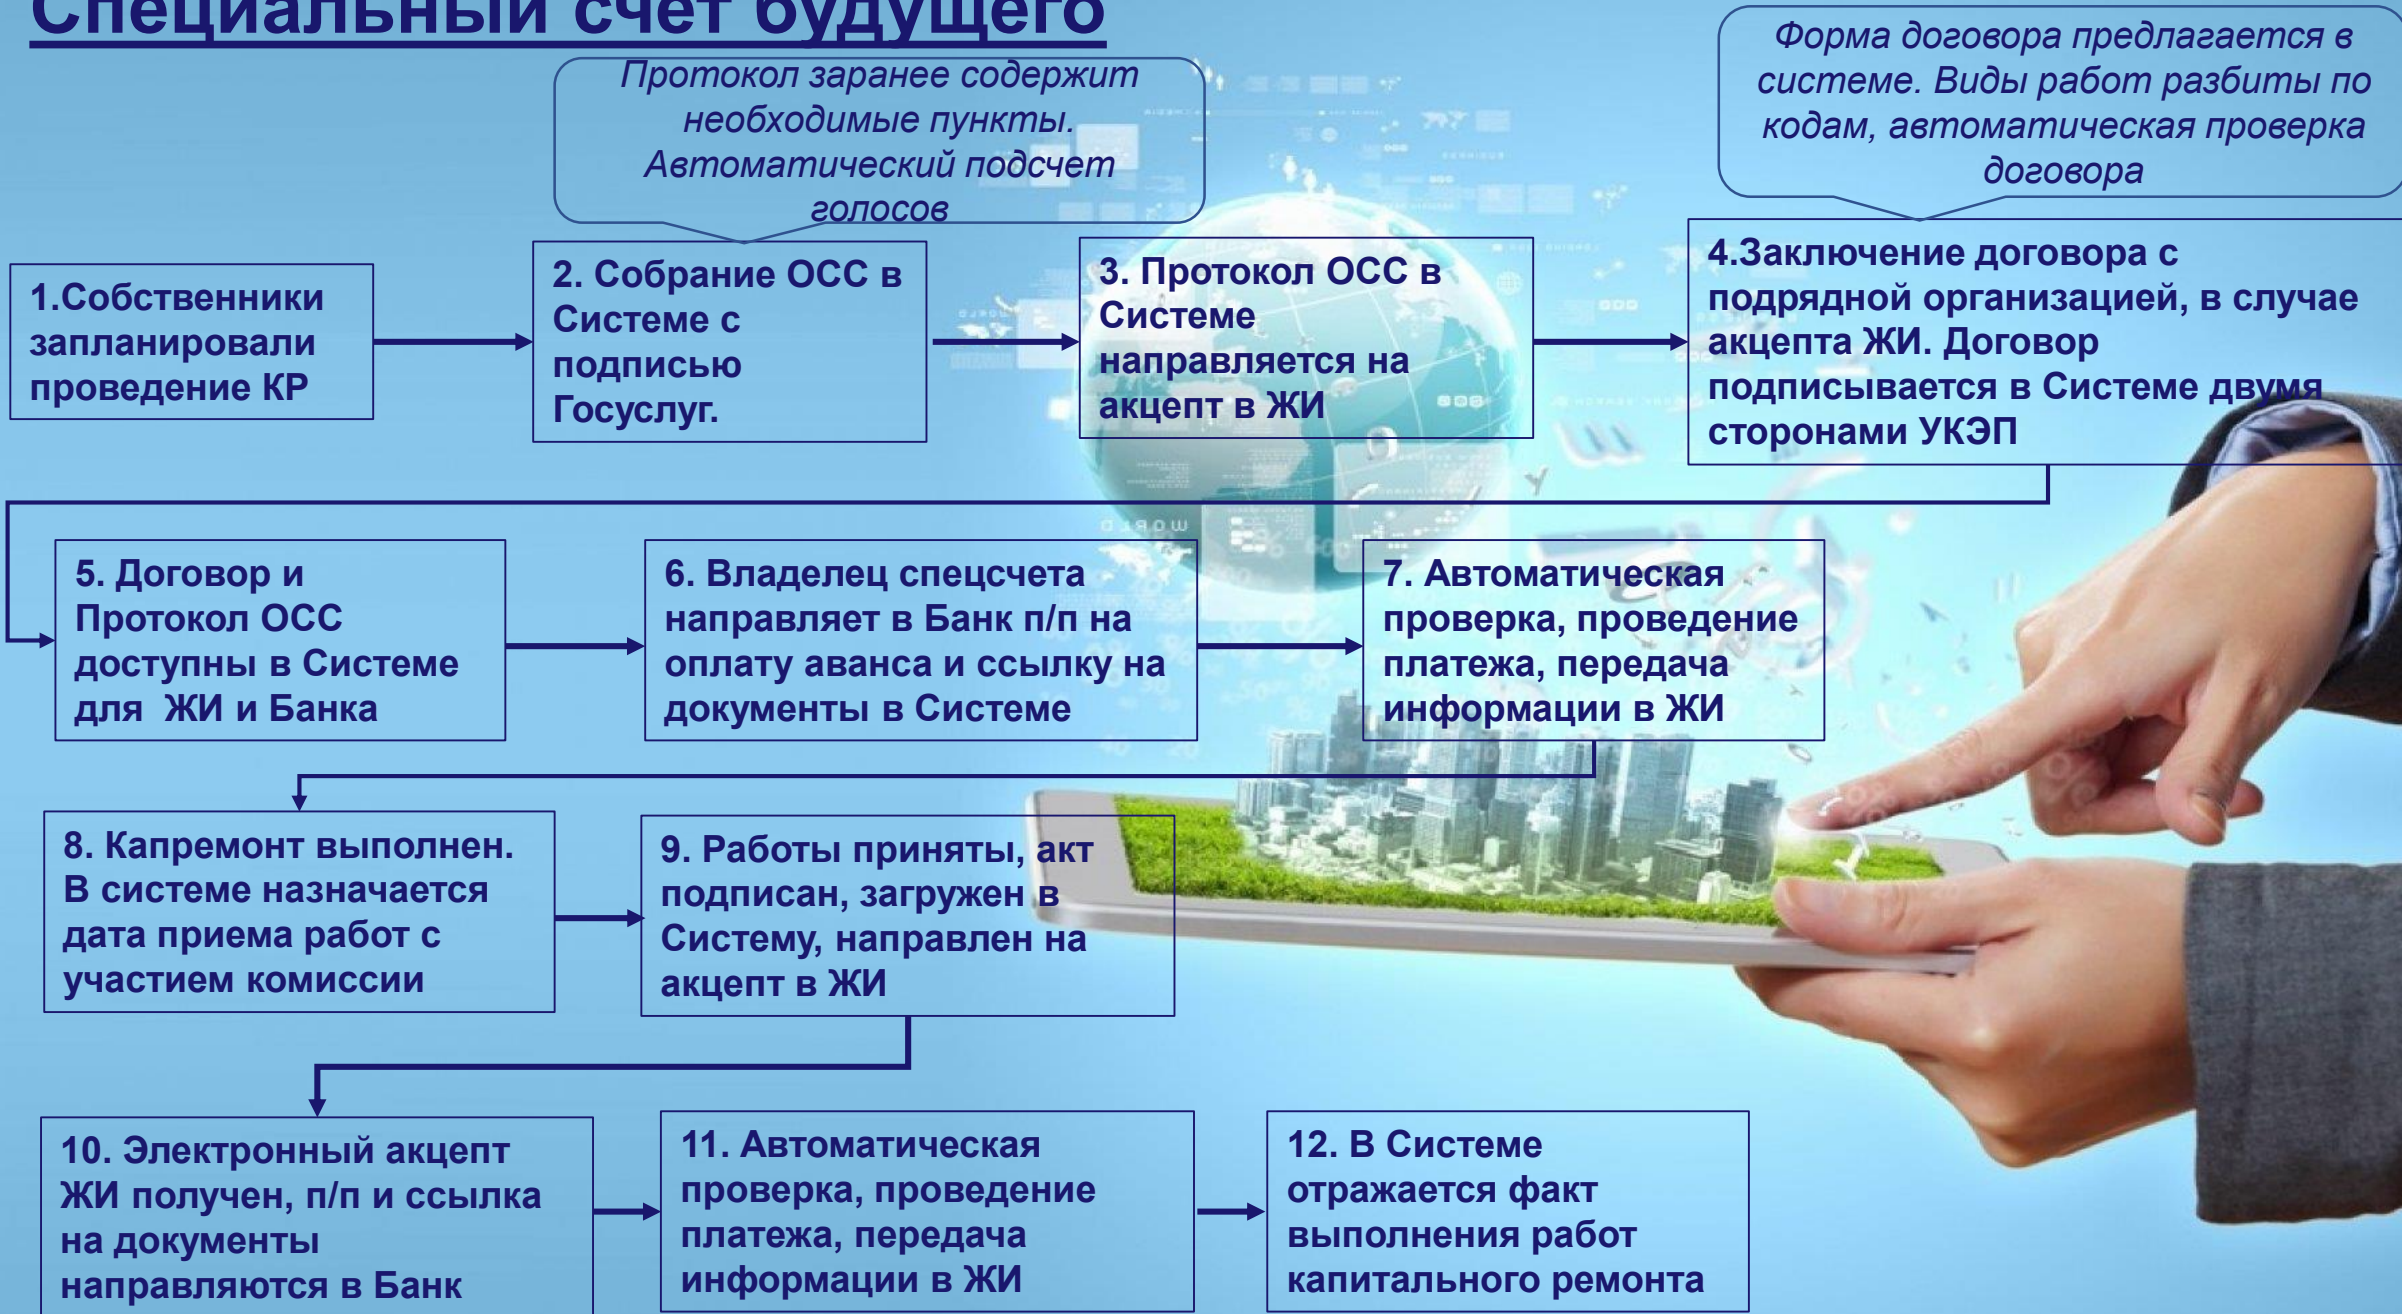 Специальный счет будущего
Протокол заранее содержит
необходимые пункты.
Автоматический подсчет
голосов
Форма договора предлагается в
системе. Виды работ разбиты по
кодам, автоматическая проверка
договора
1.Собственники
запланировали
проведение КР
2. Собрание ОСС в
Системе с
подписью
Госуслуг.
3. Протокол ОСС в
Системе
направляется на
акцепт в ЖИ
4.Заключение договора с
подрядной организацией, в случае
акцепта ЖИ. Договор
подписывается в Системе двумя
сторонами УКЭП
5. Договор и
Протокол ОСС
доступны в Системе
для ЖИ и Банка
6. Владелец спецсчета
направляет в Банк п/п на
оплату аванса и ссылку на
документы в Системе
7. Автоматическая
проверка, проведение
платежа, передача
информации в ЖИ
8. Капремонт выполнен.
В системе назначается
дата приема работ с
участием комиссии
9. Работы приняты, акт
подписан, загружен в
Систему, направлен на
акцепт в ЖИ
10. Электронный акцепт
ЖИ получен, п/п и ссылка
на документы
направляются в Банк
11. Автоматическая
проверка, проведение
платежа, передача
информации в ЖИ
12. В Системе
отражается факт
выполнения работ
капитального ремонта